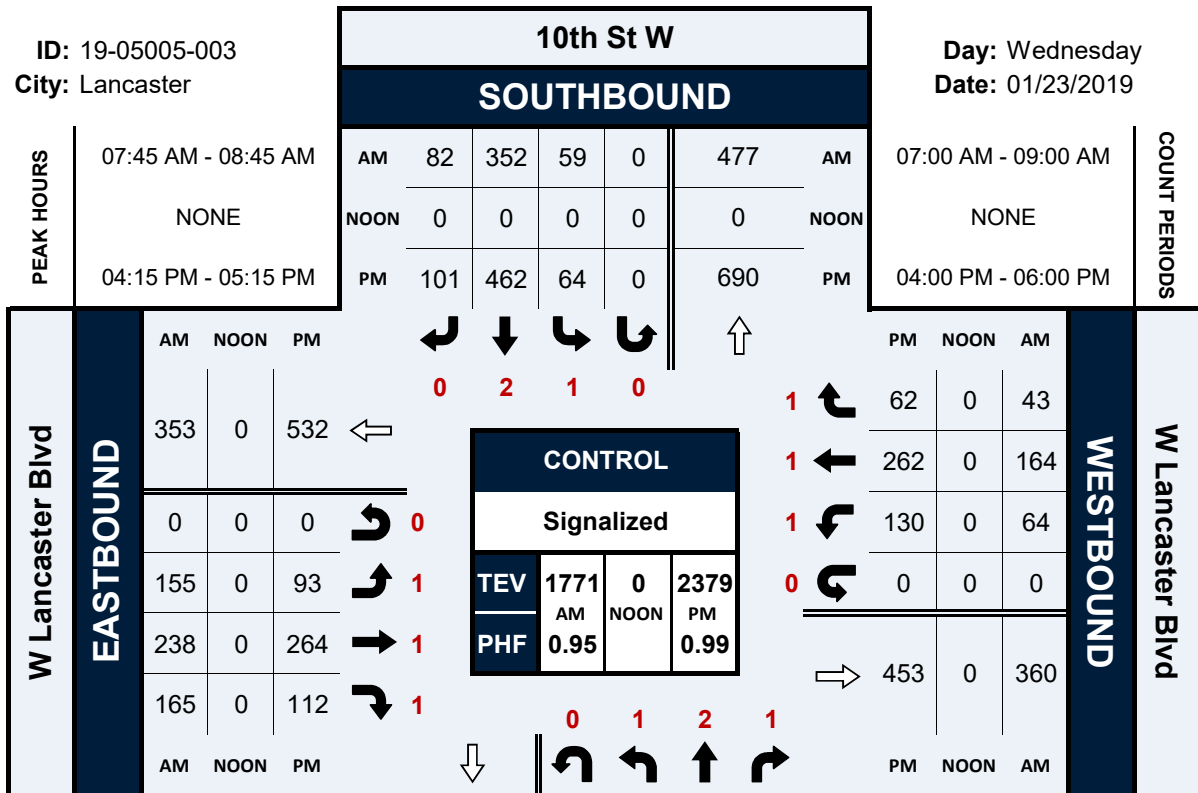 ID: 19-05005-003
City: Lancaster
10th St W
SOUTHBOUND
Day: Wednesday
Date: 01/23/2019
PEAK HOURS
07:45 AM - 08:45 AM
NONE
04:15 PM - 05:15 PM
AM 82 352 59 0 477 AM
NOON 0 0 0 0 0 NOON
PM 101 462 64 0 690 PM
07:00 AM - 09:00 AM
NONE
04:00 PM - 06:00 PM
COUNT PERIODS
0 2 1 0
W Lancaster Blvd
EASTBOUND
AM NOON PM
353 0 532
0 0 0 0
155 0 93 1
238 0 264 1
165 0 112 1
AM NOON PM
CONTROL
Signalized
TEV 1771 0 2379
AM NOON PM
PHF 0.95 0.99
PM NOON AM
1 62 0 43
1 262 0 164
1 130 0 64
0 0 0 0
453 0 360
PM NOON AM
WESTBOUND
W Lancaster Blvd
0 1 2 1